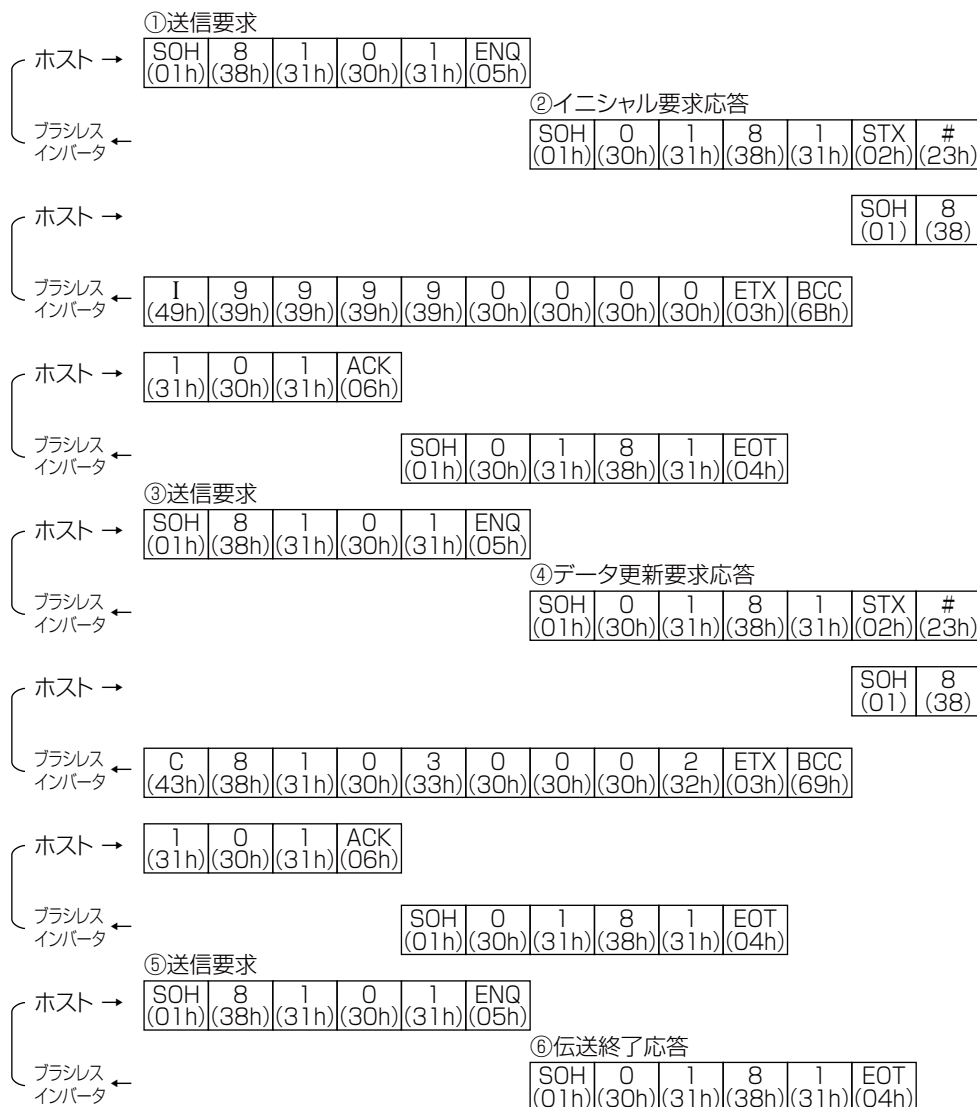 ①送信要求
ホスト → SOH 8 1 0 1 ENQ
(01h) (38h) (31h) (30h) (31h) (05h)
②イニシャル要求応答
ブラシレス インバータ ← SOH 0 1 8 1 STX #
(01h) (30h) (31h) (38h) (31h) (02h) (23h)
ホスト → SOH 8
(01) (38)
ブラシレス インバータ ← I 9 9 9 9 0 0 0 0 ETX BCC
(49h) (39h) (39h) (39h) (39h) (30h) (30h) (30h) (30h) (03h) (6Bh)
ホスト → 1 0 1 ACK
(31h) (30h) (31h) (06h)
ブラシレス インバータ ← SOH 0 1 8 1 EOT
(01h) (30h) (31h) (38h) (31h) (04h)
③送信要求
ホスト → SOH 8 1 0 1 ENQ
(01h) (38h) (31h) (30h) (31h) (05h)
④データ更新要求応答
ブラシレス インバータ ← SOH 0 1 8 1 STX #
(01h) (30h) (31h) (38h) (31h) (02h) (23h)
ホスト → SOH 8
(01) (38)
ブラシレス インバータ ← C 8 1 0 3 0 0 0 2 ETX BCC
(43h) (38h) (31h) (30h) (33h) (30h) (30h) (30h) (32h) (03h) (69h)
ホスト → 1 0 1 ACK
(31h) (30h) (31h) (06h)
ブラシレス インバータ ← SOH 0 1 8 1 EOT
(01h) (30h) (31h) (38h) (31h) (04h)
⑤送信要求
ホスト → SOH 8 1 0 1 ENQ
(01h) (38h) (31h) (30h) (31h) (05h)
⑥伝送終了応答
ブラシレス インバータ ← SOH 0 1 8 1 EOT
(01h) (30h) (31h) (38h) (31h) (04h)